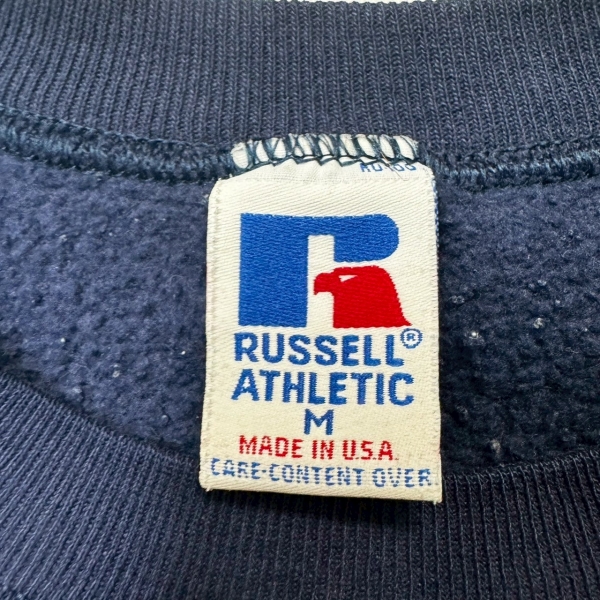 RUSSELL®
ATHLETIC
M
MADE IN U.S.A.
CARE-CONTENT OVER